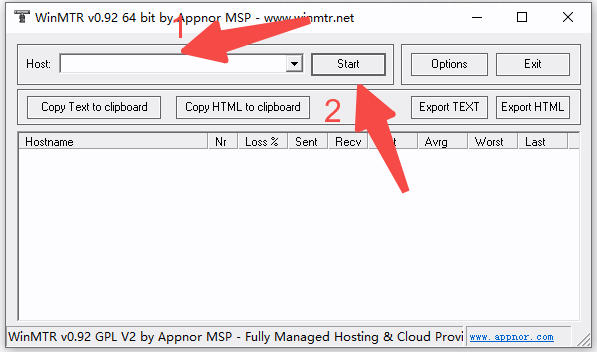 WinMTR v0.92 64 bit by Appnor MSP - www.winmtr.net
1
Host:
Start
Options
Exit
Copy Text to clipboard
Copy HTML to clipboard
2
Export TEXT
Export HTML
Hostname Nr Loss % Sent Recv Avrg Worst Last
WinMTR v0.92 GPL V2 by Appnor MSP - Fully Managed Hosting & Cloud Provi
www.appnor.com